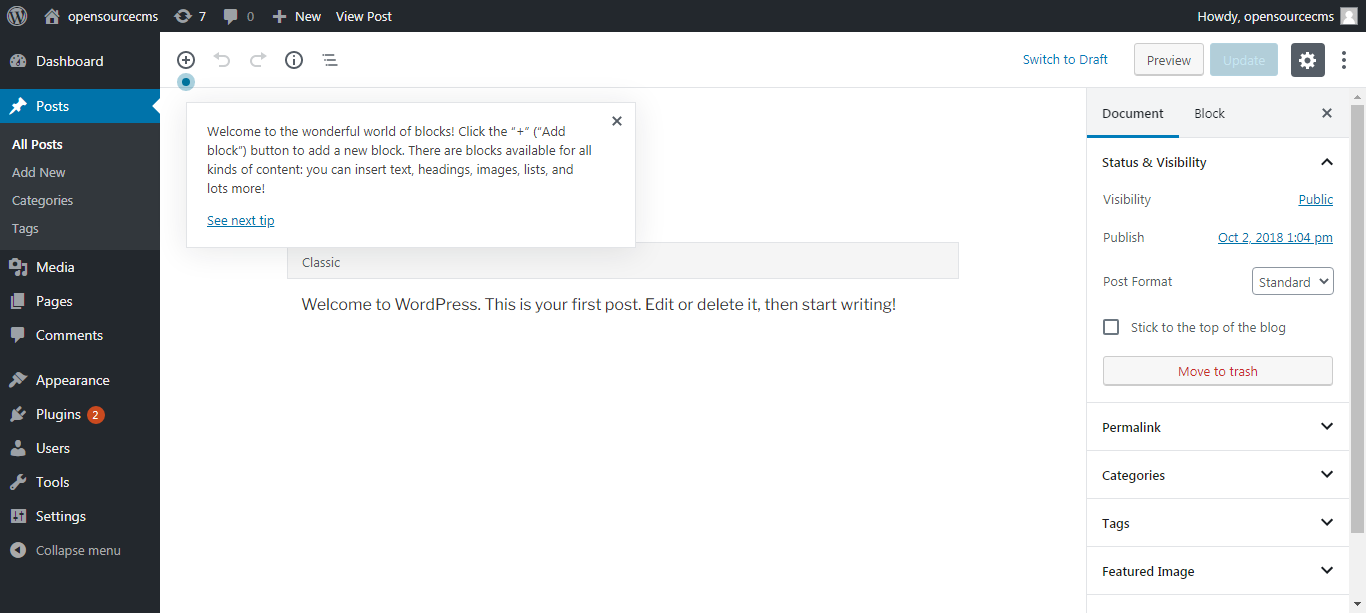 opensourcecms 7 0 New View Post Howdy, opensourcecms
Dashboard
Posts
All Posts
Add New
Categories
Tags
Media
Pages
Comments
Appearance
Plugins 2
Users
Tools
Settings
Collapse menu
Switch to Draft Preview Update
Welcome to the wonderful world of blocks! Click the “+” (“Add
block”) button to add a new block. There are blocks available for all
kinds of content: you can insert text, headings, images, lists, and
lots more!
See next tip
Classic
Welcome to WordPress. This is your first post. Edit or delete it, then start writing!
Document Block
Status & Visibility
Visibility Public
Publish Oct 2, 2018 1:04 pm
Post Format Standard
Stick to the top of the blog
Move to trash
Permalink
Categories
Tags
Featured Image